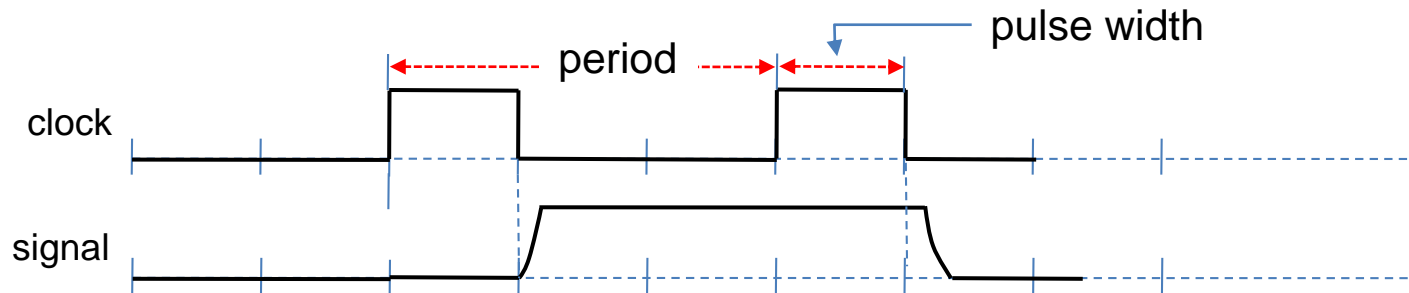 pulse width
period
clock
signal